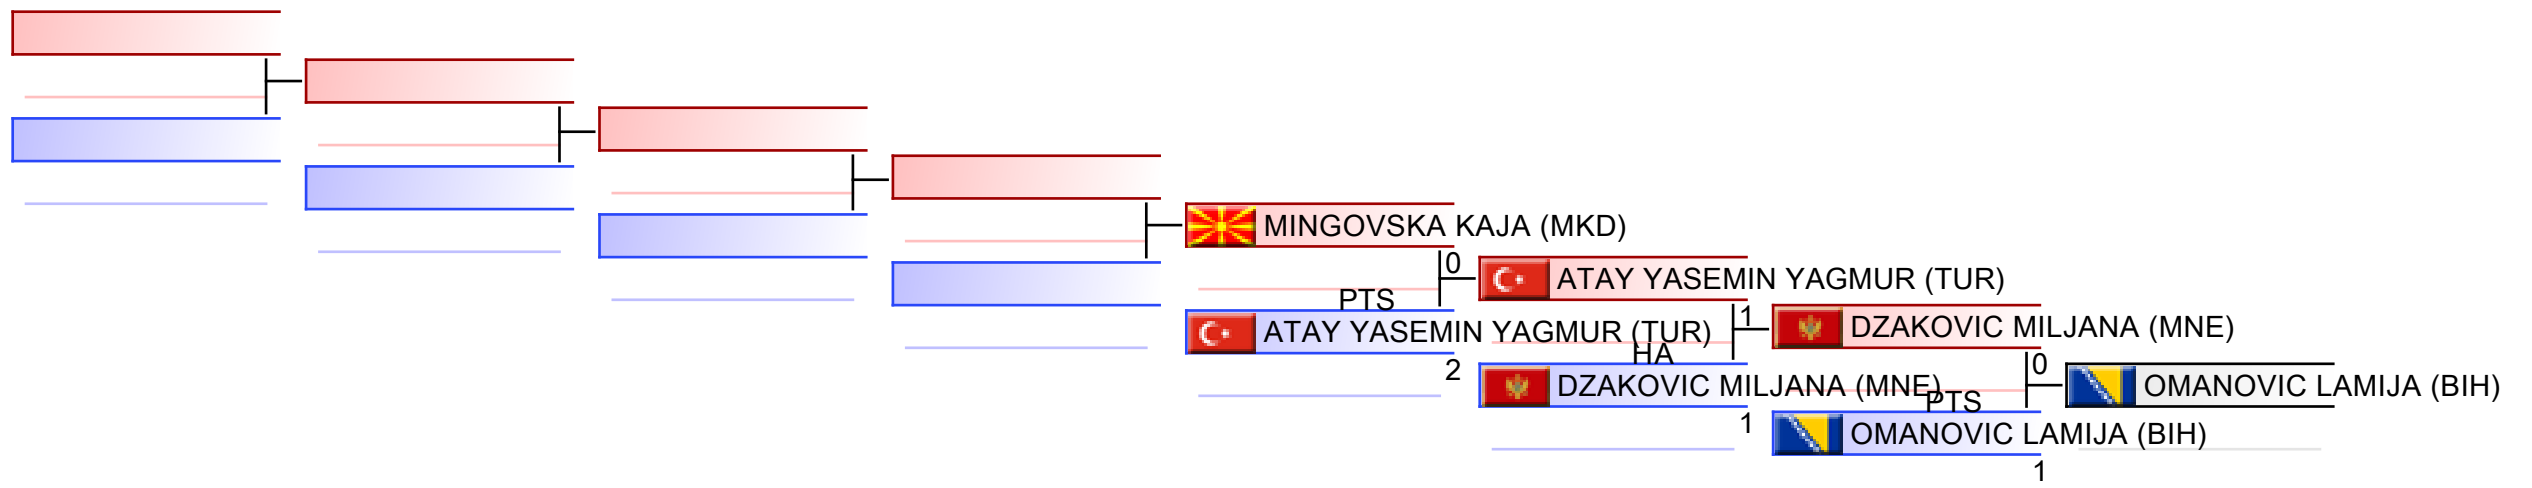 MINGOVSKA KAJA (MKD)
0
PTS
ATAY YASEMIN YAGMUR (TUR)
2
ATAY YASEMIN YAGMUR (TUR)
1
HA
DZAKOVIC MILJANA (MNE)
1
DZAKOVIC MILJANA (MNE)
0
PTS
OMANOVIC LAMIJA (BIH)
1
OMANOVIC LAMIJA (BIH)